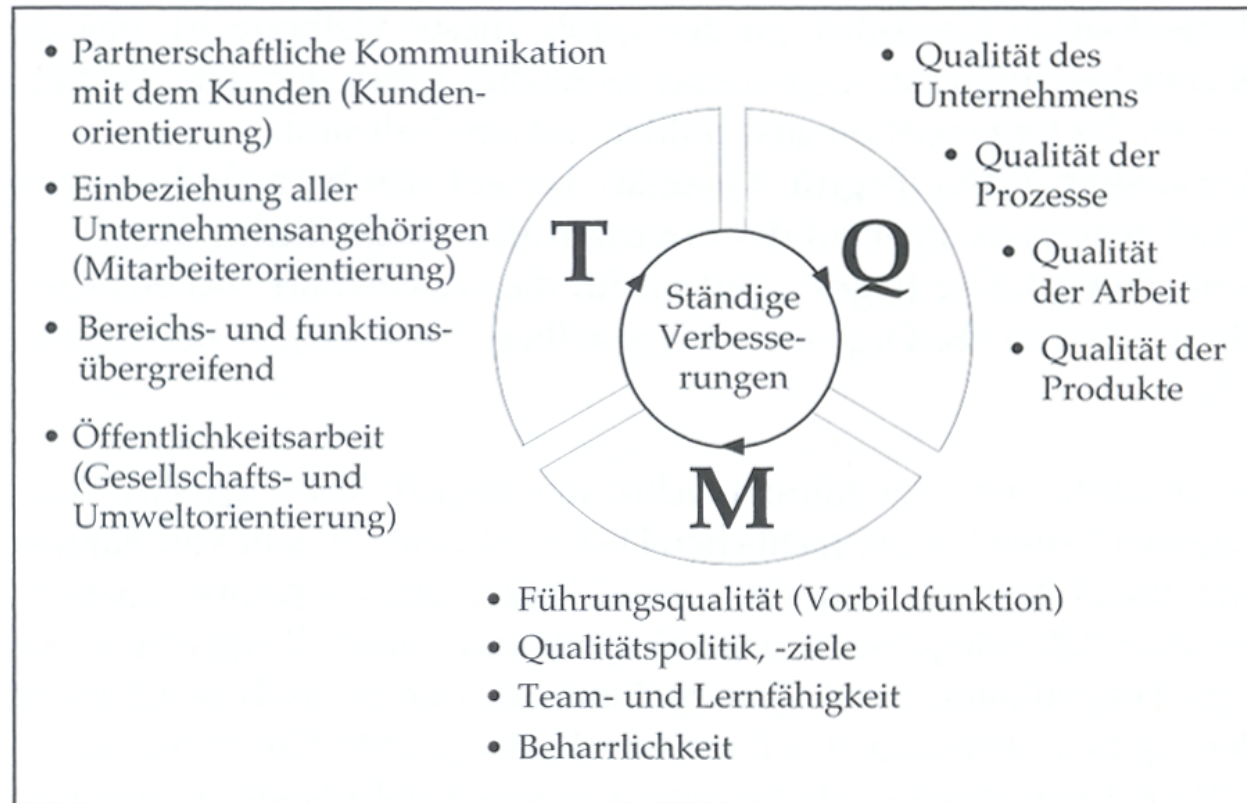 • Partnerschaftliche Kommunikation
mit dem Kunden (Kunden-
orientierung)
• Einbeziehung aller
Unternehmensangehörigen
(Mitarbeiterorientierung)
• Bereichs- und funktions-
übergreifend
• Öffentlichkeitsarbeit
(Gesellschafts- und
Umweltorientierung)
T
Q
M
Ständige
Verbesse-
rungen
• Qualität des
Unternehmens
• Qualität der
Prozesse
• Qualität
der Arbeit
• Qualität der
Produkte
• Führungsqualität (Vorbildfunktion)
• Qualitätspolitik, -ziele
• Team- und Lernfähigkeit
• Beharrlichkeit